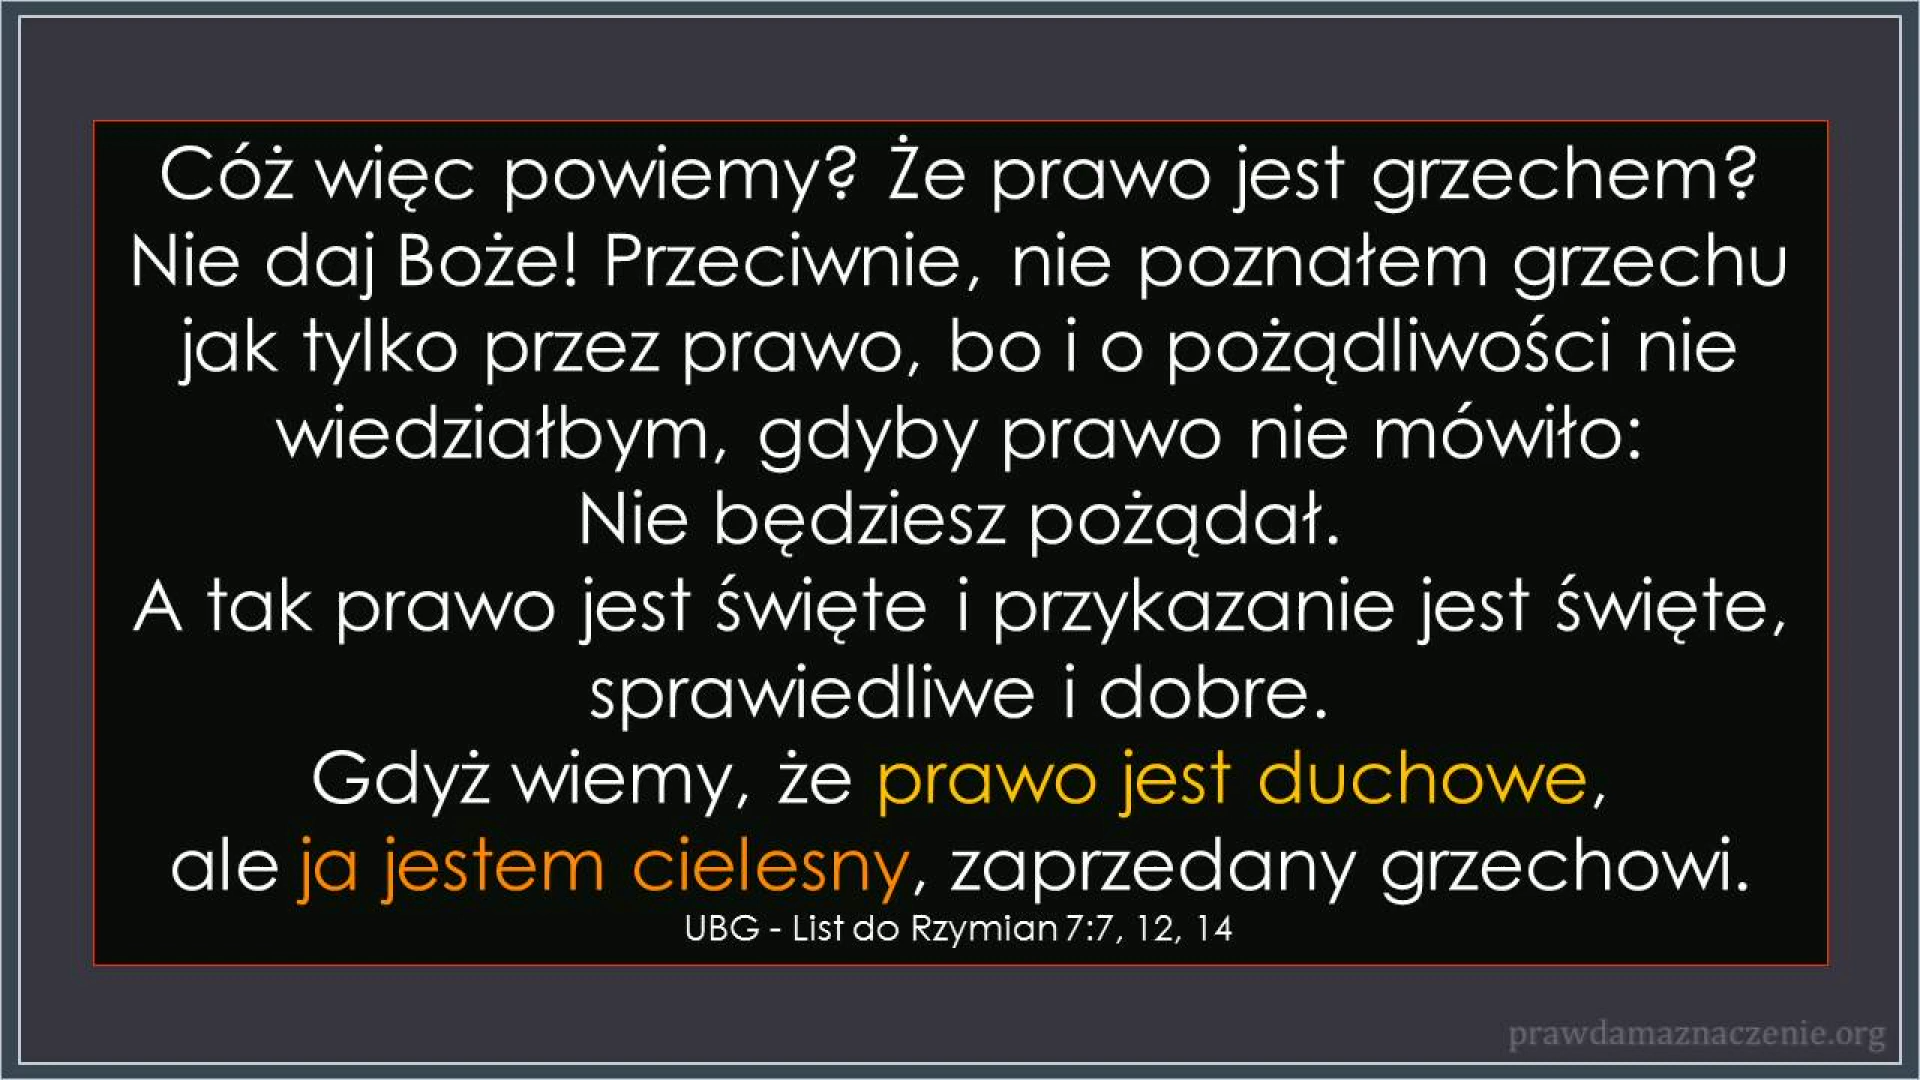 Cóż więc powiemy? Że prawo jest grzechem?
Nie daj Boże! Przeciwnie, nie poznałem grzechu
jak tylko przez prawo, bo i o pożądliwości nie
wiedziałbym, gdyby prawo nie mówiło:
Nie będziesz pożądał.
A tak prawo jest święte i przykazanie jest święte,
sprawiedliwe i dobre.
Gdyż wiemy, że prawo jest duchowe,
ale ja jestem cielesny, zaprzedany grzechowi.
UBG - List do Rzymian 7:7, 12, 14
prawdamaznaczenie.org